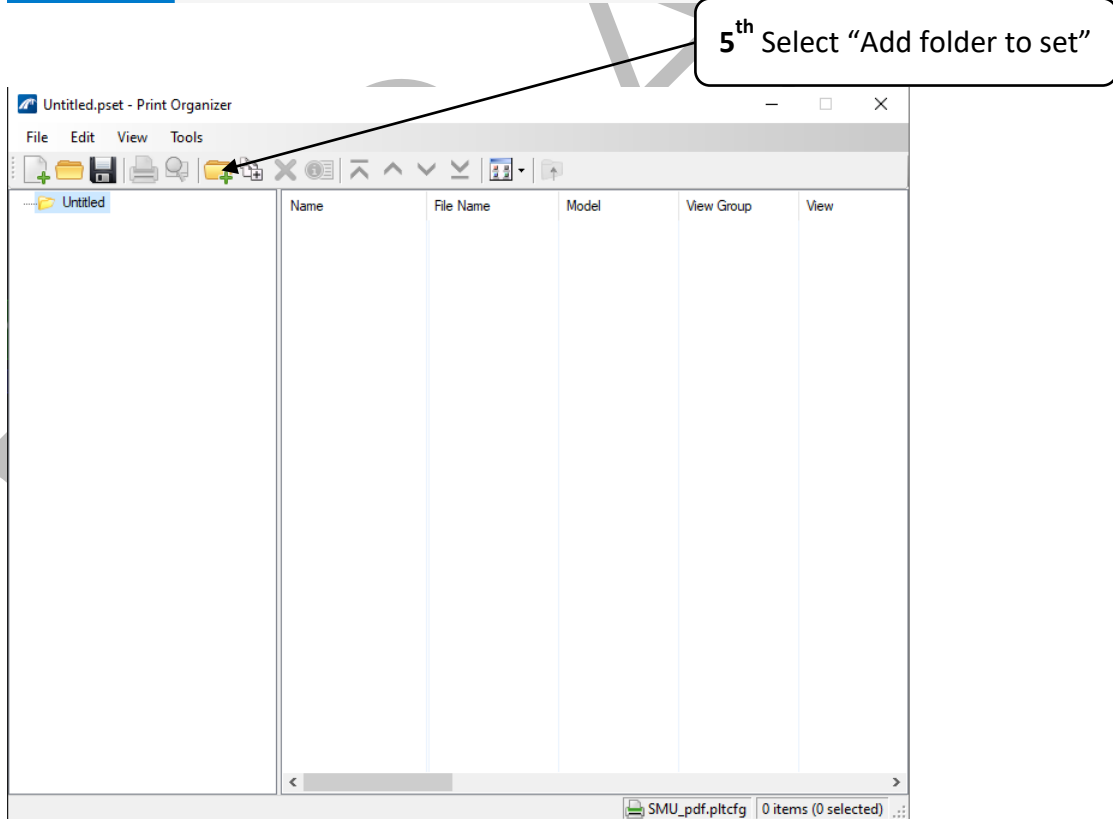 5th Select “Add folder to set”
Untitled.pset - Print Organizer
File Edit View Tools
Untitled
Name File Name Model View Group View
SMU_pdf.pltcfg 0 items (0 selected)